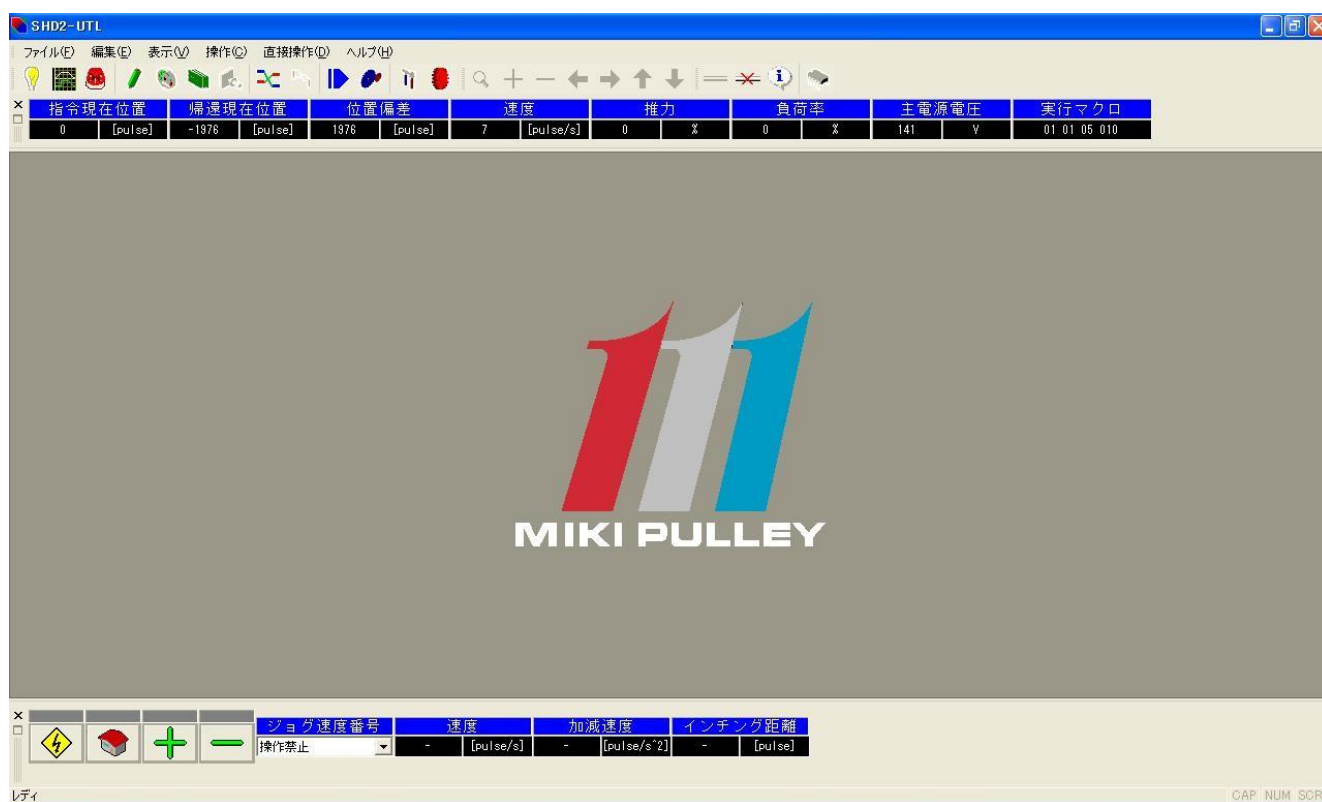 SHD2-UTL
ファイル(F) 編集(E) 表示(V) 操作(C) 直接操作(D) ヘルプ(H)
指令現在位置 帰還現在位置 位置偏差 速度 推力 負荷率 主電源電圧 実行マクロ
0 [pulse] -1976 [pulse] 1976 [pulse] 7 [pulse/s] 0 % 0 % 141 V 01 01 05 010
MIKI PULLEY
ジョグ速度番号 速度 加減速度 インチング距離
操作禁止 - [pulse/s] - [pulse/s^2] - [pulse]
レディ CAP NUM SCR